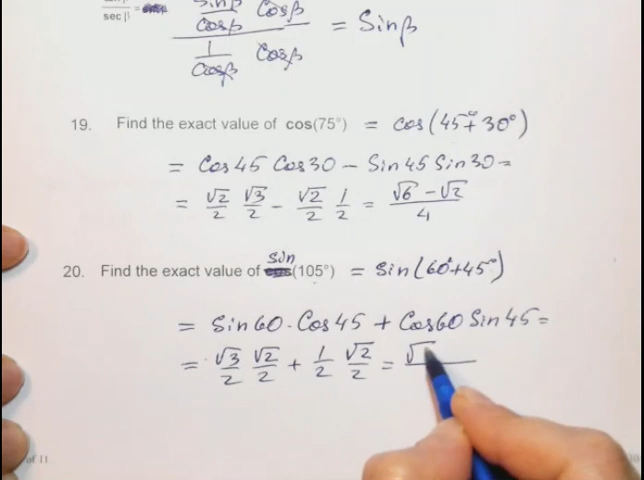 sec β =
Sinβ/Cosβ Cosβ / 1/Cosβ Cosβ = Sinβ
19. Find the exact value of cos(75°) = Cos(45°+30°)
= Cos45 Cos30 − Sin45 Sin30 =
= √2/2 √3/2 − √2/2 1/2 = √6 − √2/4
20. Find the exact value of sin(105°) = Sin(60°+45°)
= Sin60·Cos45 + Cos60 Sin45 =
= √3/2 √2/2 + 1/2 √2/2 = √
of 11